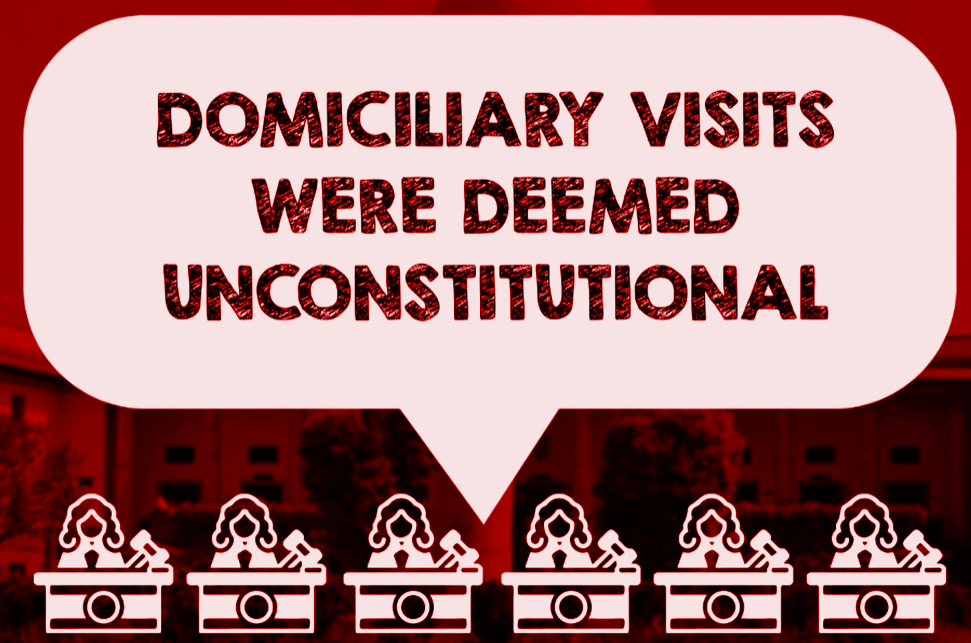 DOMICILIARY VISITS
WERE DEEMED
UNCONSTITUTIONAL